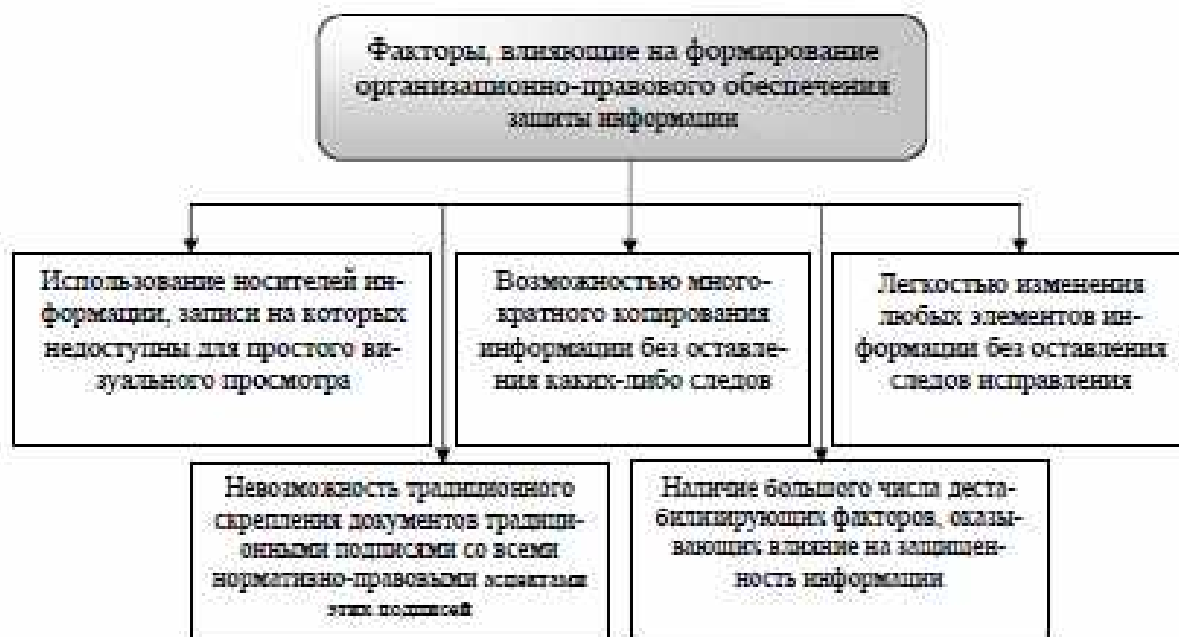 Факторы, влияющие на формирование
организационно-правового обеспечения
защиты информации
Использование носителей ин-
формации, записи на которых
недоступны для простого ви-
зуального просмотра
Возможностью много-
кратного копирования
информации без оставле-
ния каких-либо следов
Легкостью изменения
любых элементов ин-
формации без оставления
следов исправления
Невозможность традиционного
скрепления документов традици-
онными подписями со всеми
нормативно-правовыми аспектами
этих подписей
Наличие большого числа деста-
билизирующих факторов, оказы-
вающих влияние на защищен-
ность информации